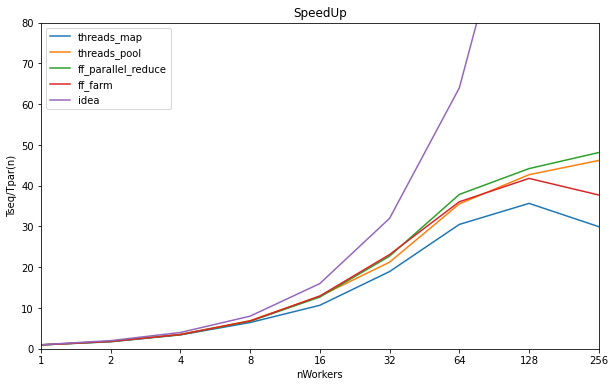 SpeedUp
80
70
60
50
40
30
20
10
0
Tseq/Tpar(n)
threads_map
threads_pool
ff_parallel_reduce
ff_farm
idea
1 2 4 8 16 32 64 128 256
nWorkers